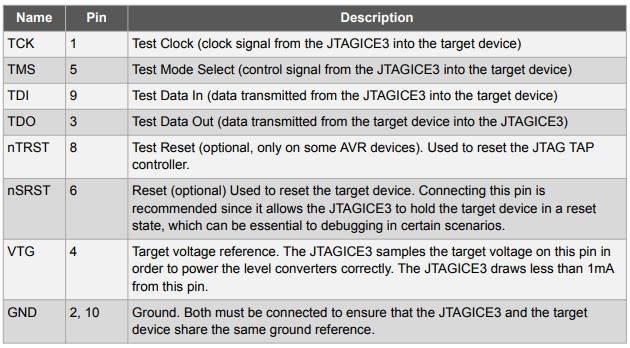 Name Pin Description
TCK 1 Test Clock (clock signal from the JTAGICE3 into the target device)
TMS 5 Test Mode Select (control signal from the JTAGICE3 into the target device)
TDI 9 Test Data In (data transmitted from the JTAGICE3 into the target device)
TDO 3 Test Data Out (data transmitted from the target device into the JTAGICE3)
nTRST 8 Test Reset (optional, only on some AVR devices). Used to reset the JTAG TAP
controller.
nSRST 6 Reset (optional) Used to reset the target device. Connecting this pin is
recommended since it allows the JTAGICE3 to hold the target device in a reset
state, which can be essential to debugging in certain scenarios.
VTG 4 Target voltage reference. The JTAGICE3 samples the target voltage on this pin in
order to power the level converters correctly. The JTAGICE3 draws less than 1mA
from this pin.
GND 2, 10 Ground. Both must be connected to ensure that the JTAGICE3 and the target
device share the same ground reference.